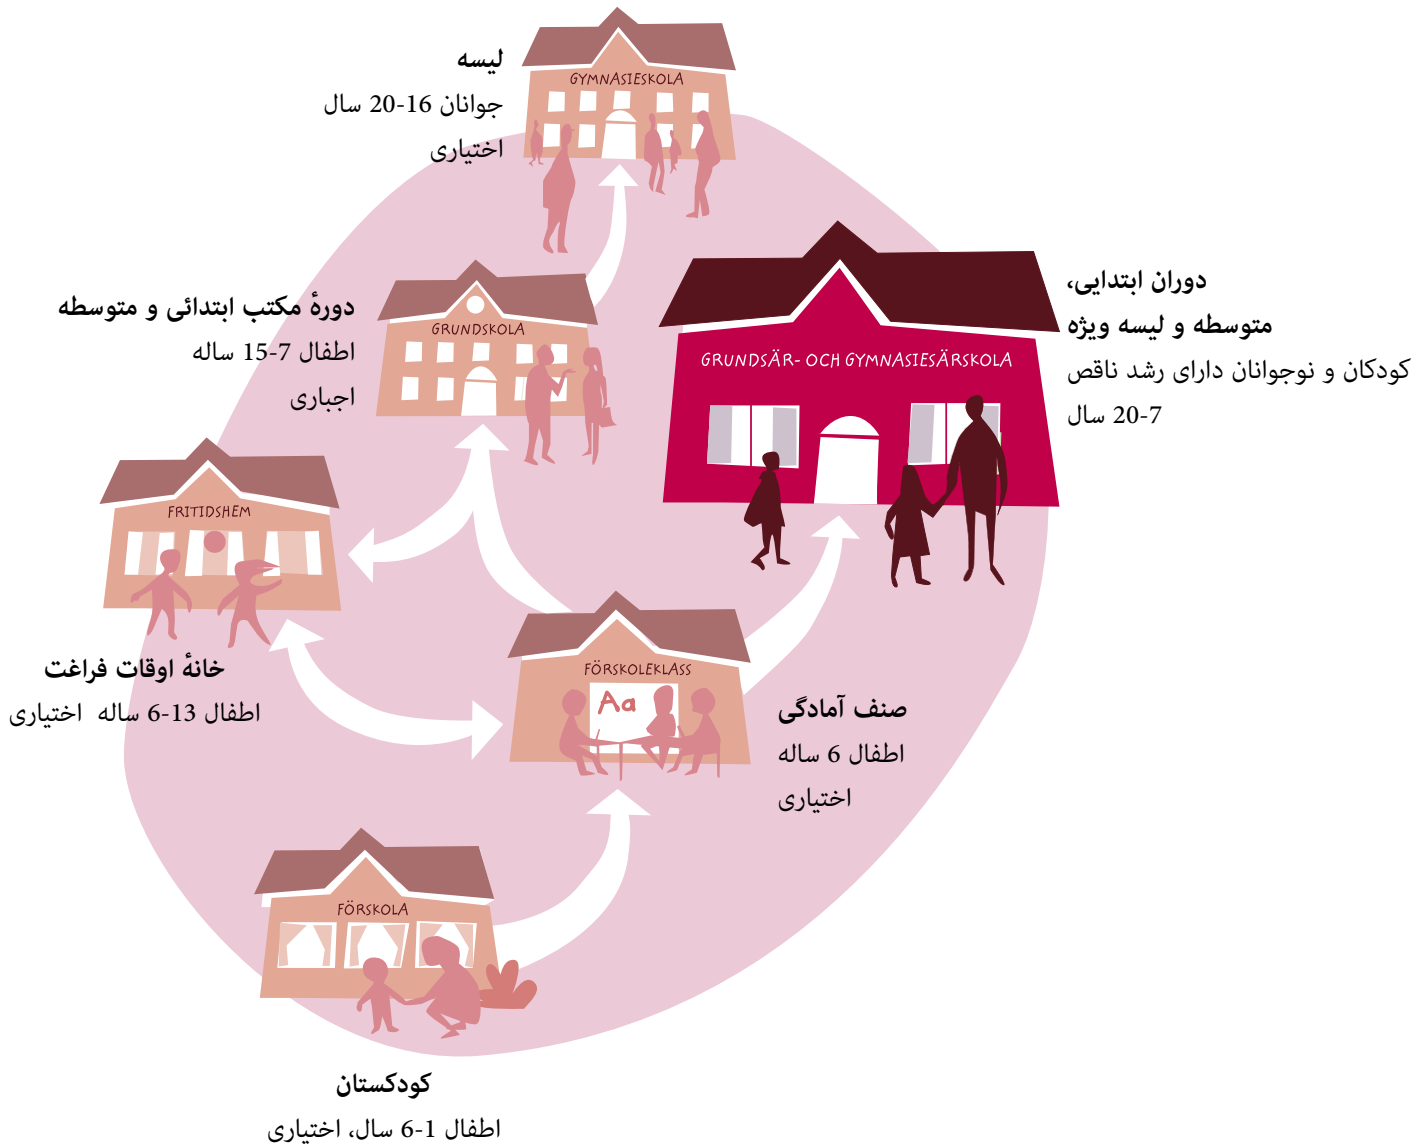 لیسه
جوانان 16-20 سال
اختیاری
GYMNASIESKOLA
دوران ابتدایی،
متوسطه و لیسه ویژه
کودکان و نوجوانان دارای رشد ناقص
7-20 سال
GRUNDSÄR- OCH GYMNASIESÄRSKOLA
دورۀ مکتب ابتدائی و متوسطه
اطفال 7-15 ساله
اجباری
GRUNDSKOLA
FRITIDSHEM
خانۀ اوقات فراغت
اطفال 13-6 ساله اختیاری
FÖRSKOLEKLASS
Aa
صنف آمادگی
اطفال 6 ساله
اختیاری
FÖRSKOLA
کودکستان
اطفال 1-6 سال، اختیاری